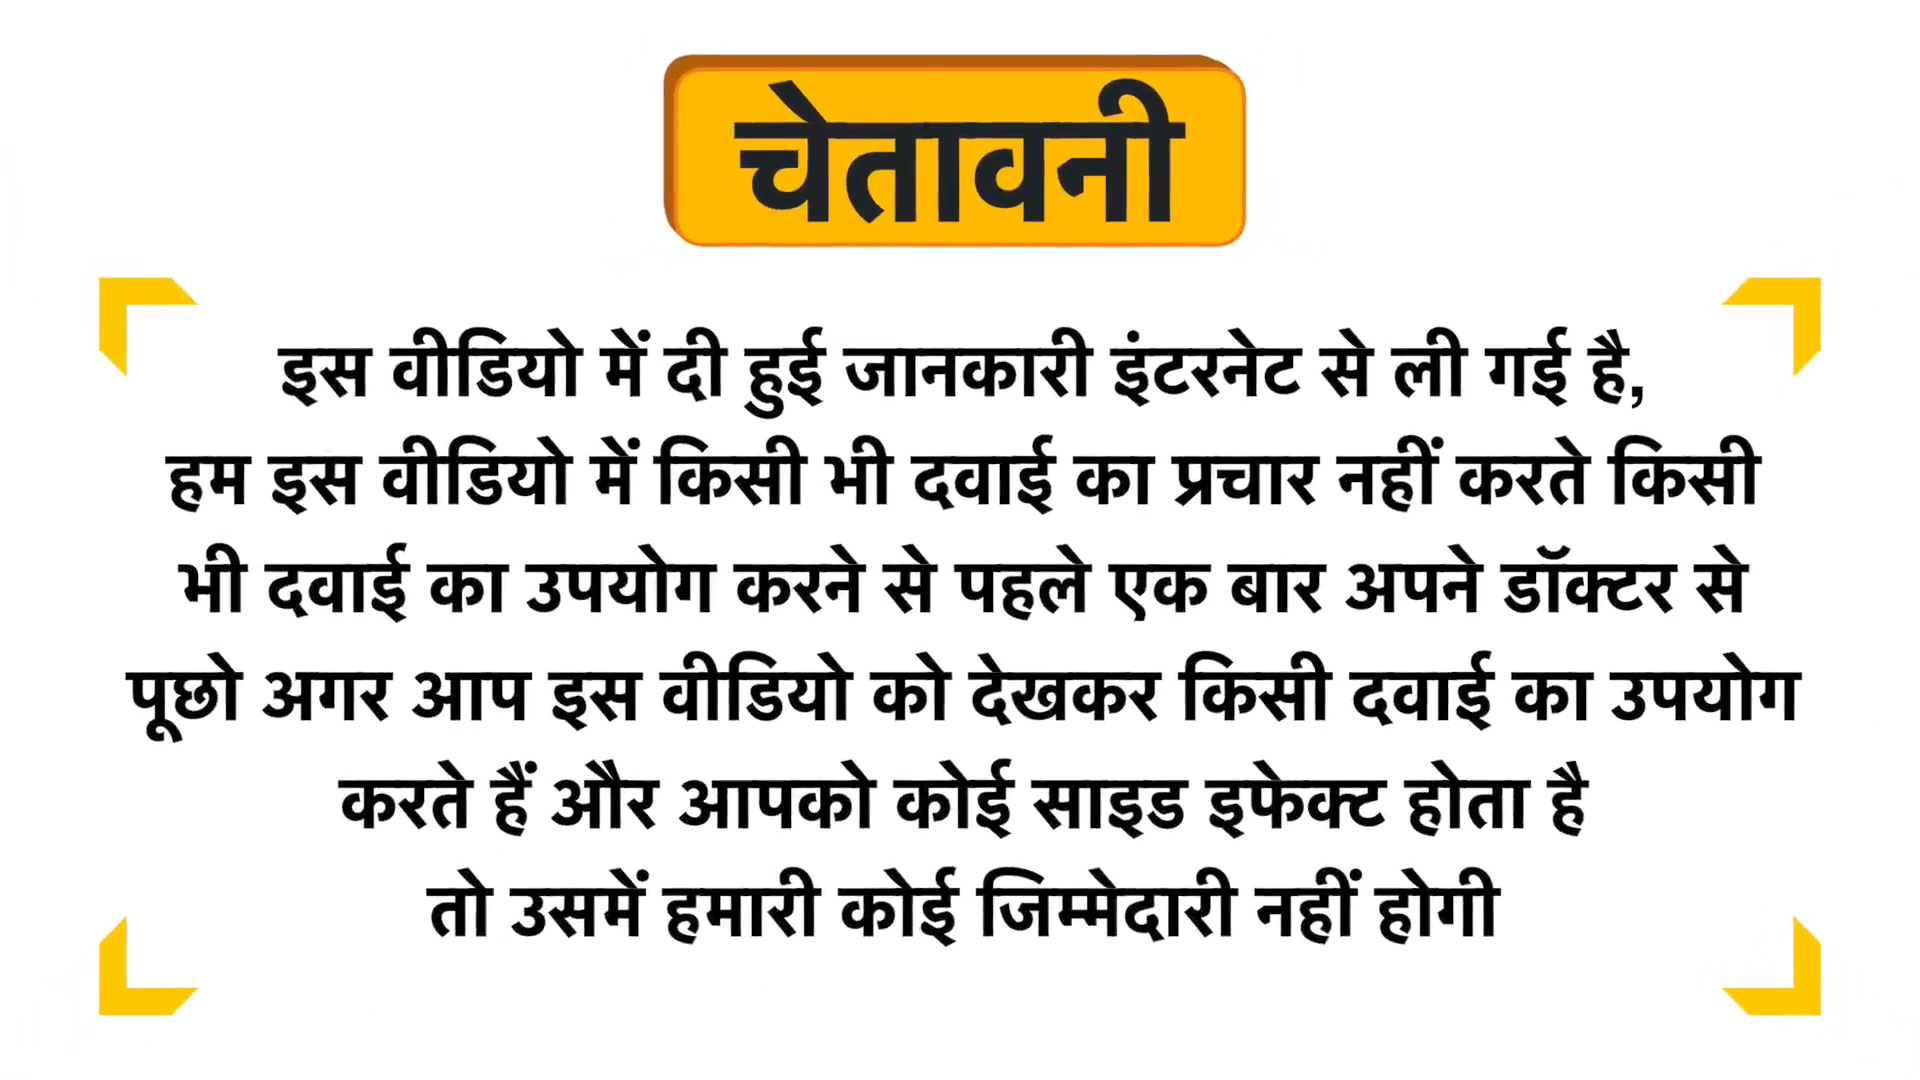 चेतावनी
इस वीडियो में दी हुई जानकारी इंटरनेट से ली गई है,
हम इस वीडियो में किसी भी दवाई का प्रचार नहीं करते किसी
भी दवाई का उपयोग करने से पहले एक बार अपने डॉक्टर से
पूछो अगर आप इस वीडियो को देखकर किसी दवाई का उपयोग
करते हैं और आपको कोई साइड इफेक्ट होता है
तो उसमें हमारी कोई जिम्मेदारी नहीं होगी